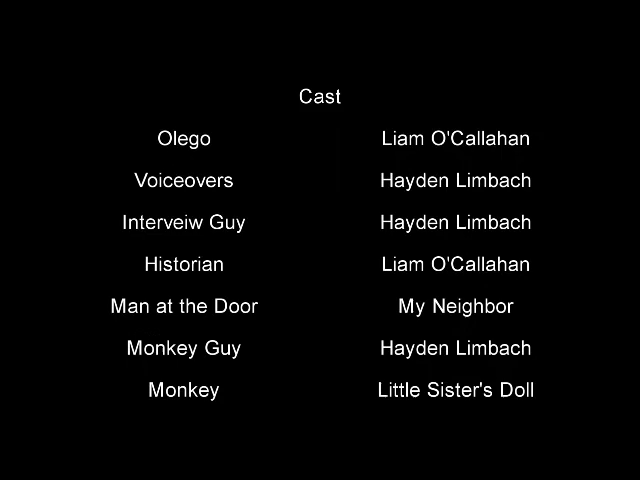 Cast
Olego Liam O'Callahan
Voiceovers Hayden Limbach
Interveiw Guy Hayden Limbach
Historian Liam O'Callahan
Man at the Door My Neighbor
Monkey Guy Hayden Limbach
Monkey Little Sister's Doll